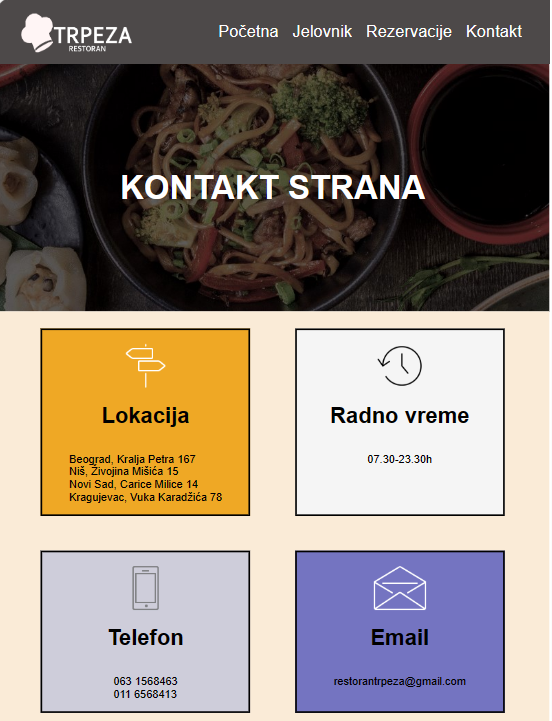 TRPEZA
RESTORAN
Početna Jelovnik Rezervacije Kontakt
KONTAKT STRANA
Lokacija
Beograd, Kralja Petra 167
Niš, Živojina Mišića 15
Novi Sad, Carice Milice 14
Kragujevac, Vuka Karadžića 78
Radno vreme
07.30-23.30h
Telefon
063 1568463
011 6568413
Email
restorantrpeza@gmail.com